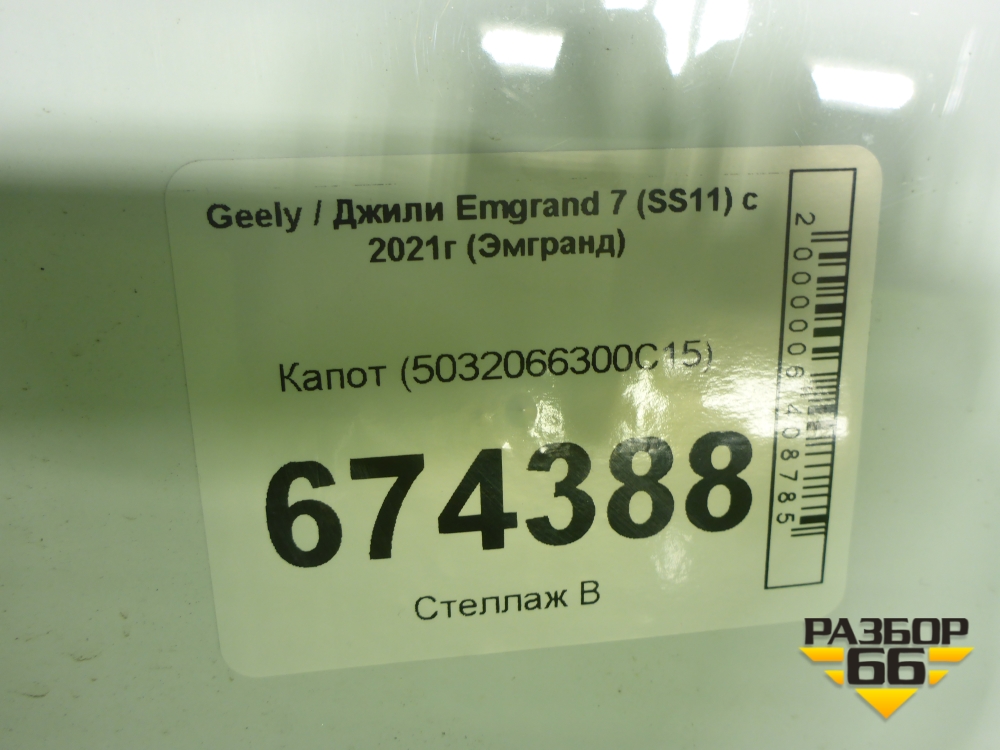 Geely / Джили Emgrand 7 (SS11) с
2021г (Эмгранд)
Капот (5032066300C15)
674388
Стеллаж В
2000006408785
РАЗБОР
66